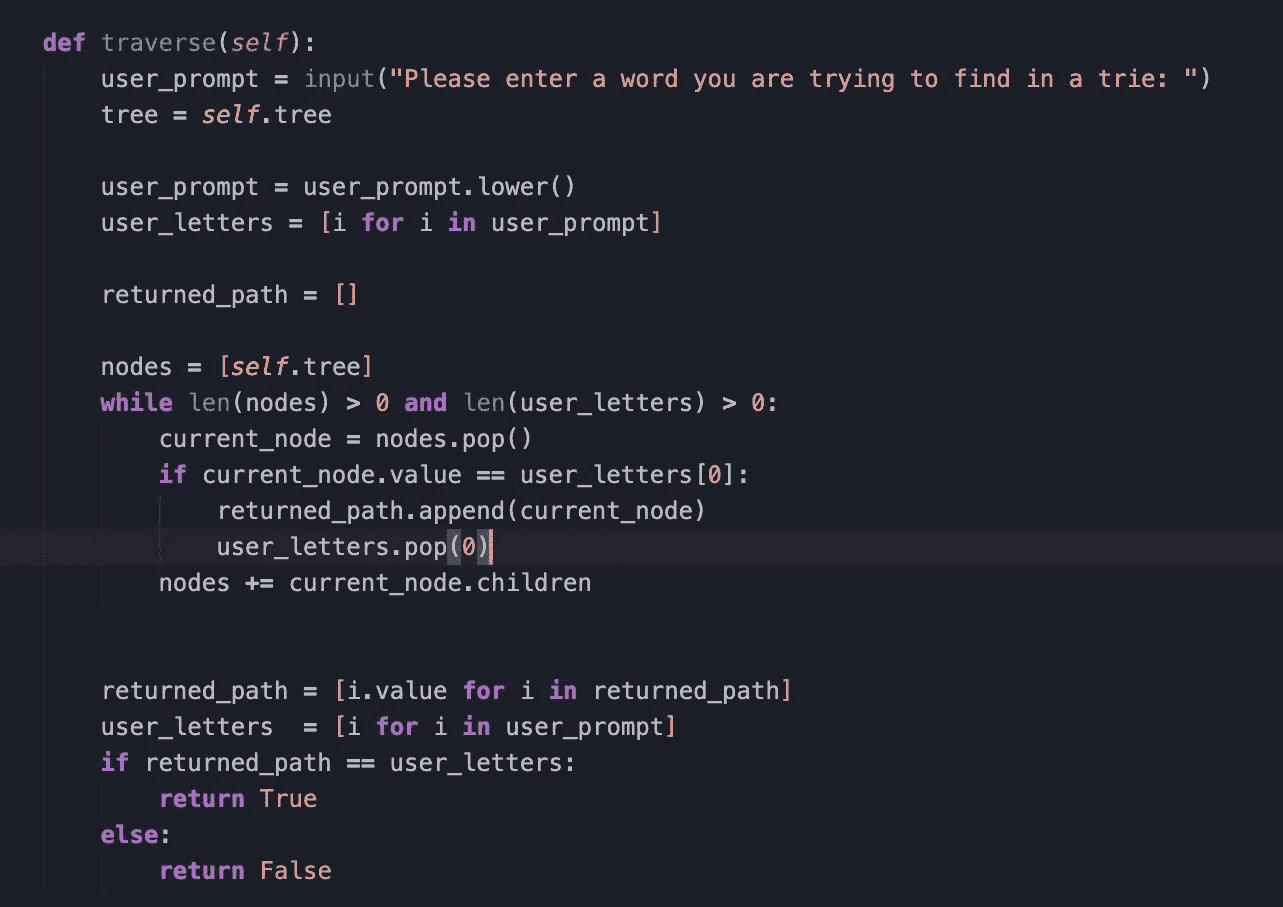 def traverse(self):
    user_prompt = input("Please enter a word you are trying to find in a trie: ")
    tree = self.tree

    user_prompt = user_prompt.lower()
    user_letters = [i for i in user_prompt]

    returned_path = []

    nodes = [self.tree]
    while len(nodes) > 0 and len(user_letters) > 0:
        current_node = nodes.pop()
        if current_node.value == user_letters[0]:
            returned_path.append(current_node)
            user_letters.pop(0)
        nodes += current_node.children


    returned_path = [i.value for i in returned_path]
    user_letters  = [i for i in user_prompt]
    if returned_path == user_letters:
        return True
    else:
        return False